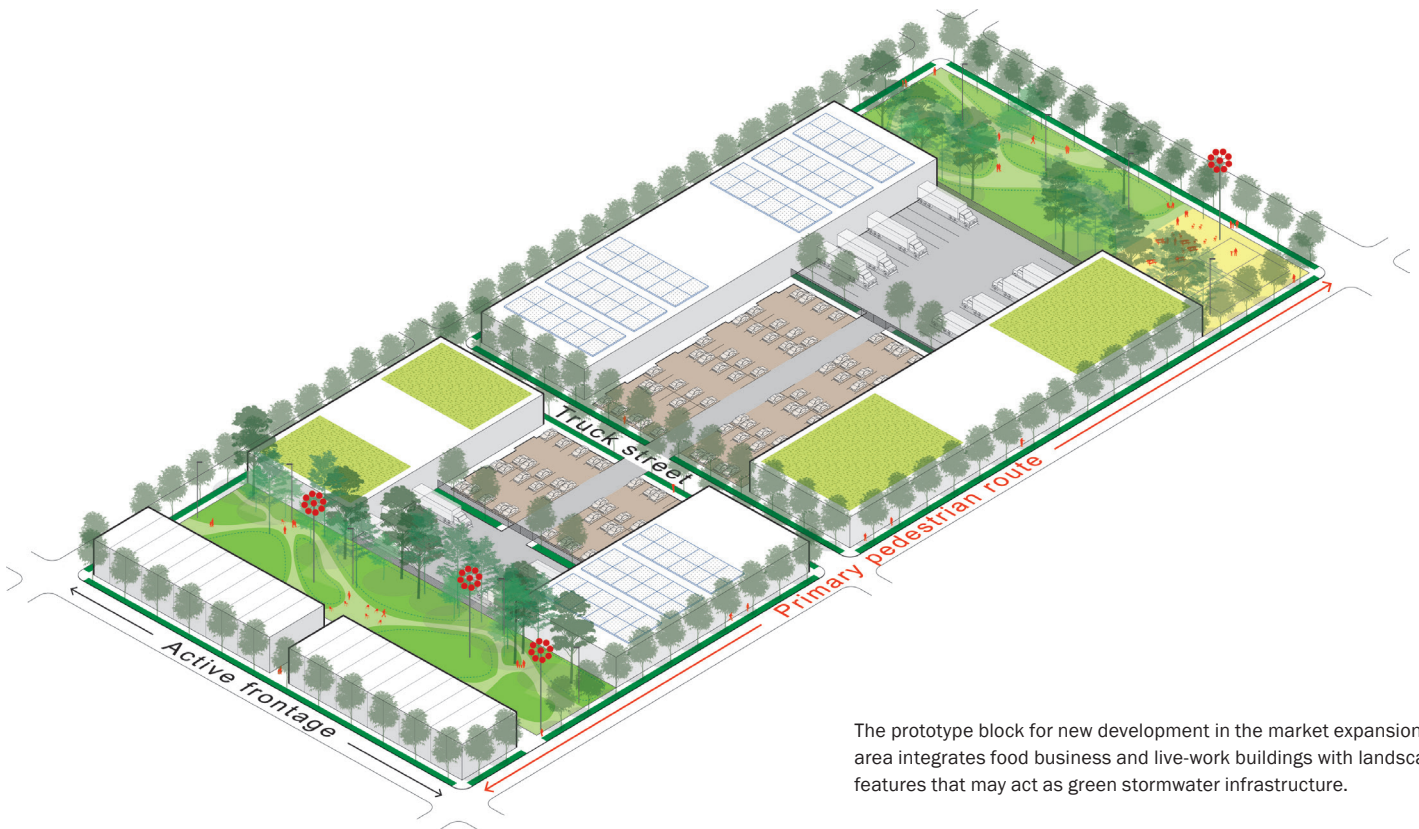 Truck street
Primary pedestrian route
Active frontage
The prototype block for new development in the market expansion
area integrates food business and live-work buildings with landsca
features that may act as green stormwater infrastructure.